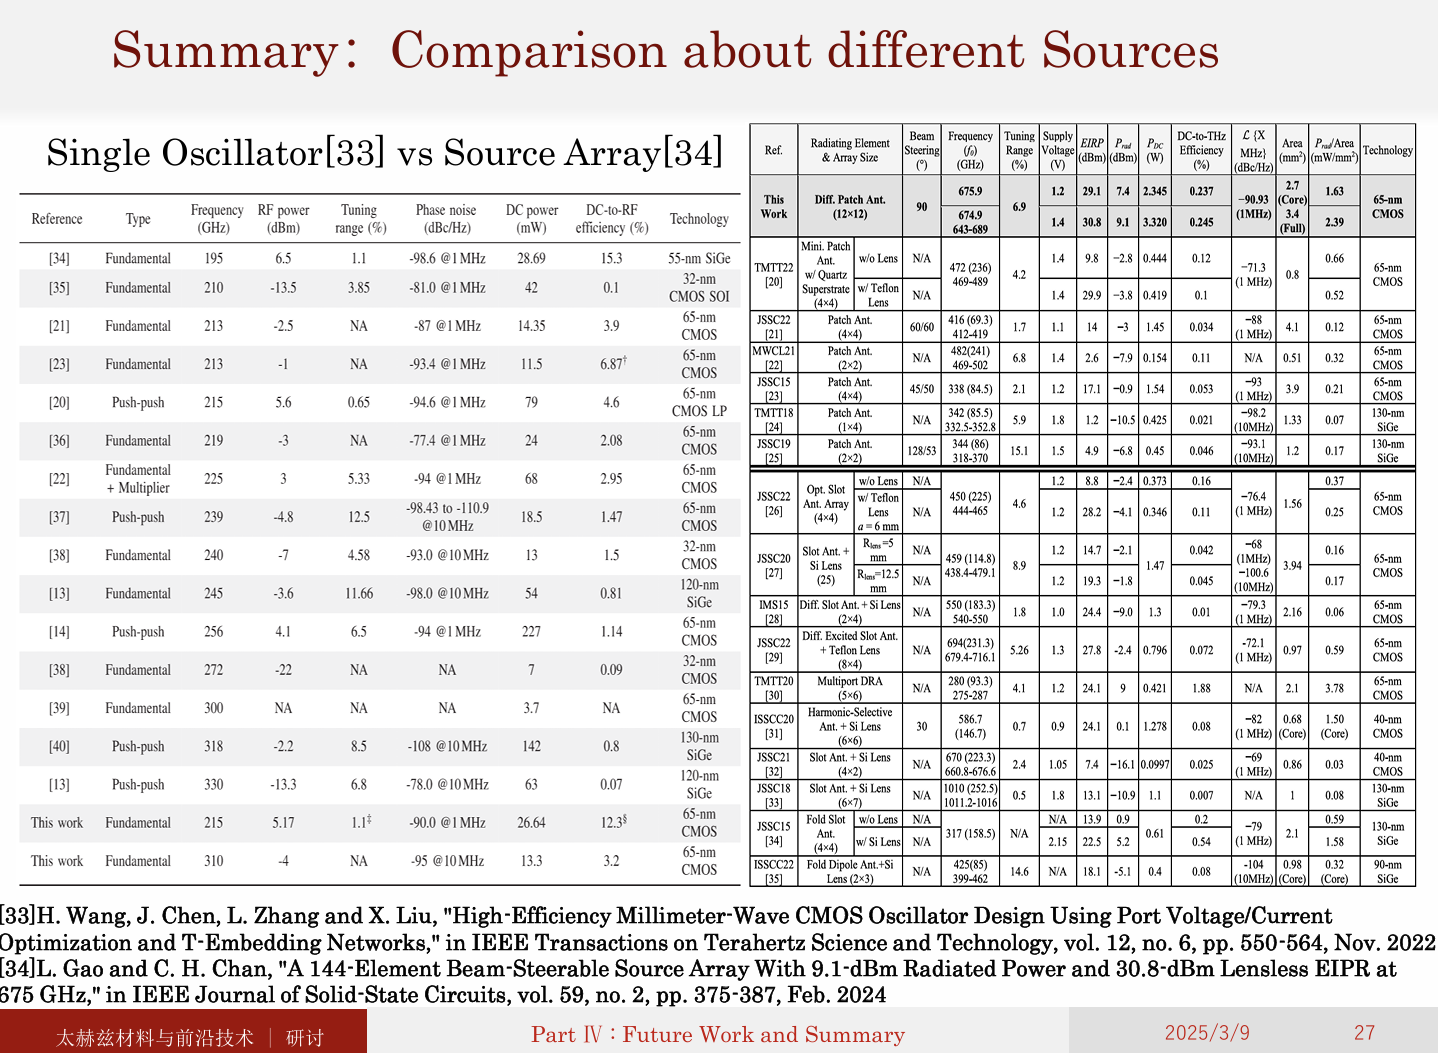 Summary：Comparison about different Sources
Single Oscillator[33] vs Source Array[34]
Reference Type Frequency (GHz) RF power (dBm) Tuning range (%) Phase noise (dBc/Hz) DC power (mW) DC-to-RF efficiency (%) Technology
[34] Fundamental 195 6.5 1.1 -98.6 @1 MHz 28.69 15.3 55-nm SiGe
[35] Fundamental 210 -13.5 3.85 -81.0 @1 MHz 42 0.1 32-nm CMOS SOI
[21] Fundamental 213 -2.5 NA -87 @1 MHz 14.35 3.9 65-nm CMOS
[23] Fundamental 213 -1 NA -93.4 @1 MHz 11.5 6.87† 65-nm CMOS
[20] Push-push 215 5.6 0.65 -94.6 @1 MHz 79 4.6 65-nm CMOS LP
[36] Fundamental 219 -3 NA -77.4 @1 MHz 24 2.08 65-nm CMOS
[22] Fundamental + Multiplier 225 3 5.33 -94 @1 MHz 68 2.95 65-nm CMOS
[37] Push-push 239 -4.8 12.5 -98.43 to -110.9 @10 MHz 18.5 1.47 65-nm CMOS
[38] Fundamental 240 -7 4.58 -93.0 @10 MHz 13 1.5 32-nm CMOS
[13] Fundamental 245 -3.6 11.66 -98.0 @10 MHz 54 0.81 120-nm SiGe
[14] Push-push 256 4.1 6.5 -94 @1 MHz 227 1.14 65-nm CMOS
[38] Fundamental 272 -22 NA NA 7 0.09 32-nm CMOS
[39] Fundamental 300 NA NA NA 3.7 NA 65-nm CMOS
[40] Push-push 318 -2.2 8.5 -108 @10 MHz 142 0.8 130-nm SiGe
[13] Push-push 330 -13.3 6.8 -78.0 @10 MHz 63 0.07 120-nm SiGe
This work Fundamental 215 5.17 1.1‡ -90.0 @1 MHz 26.64 12.3§ 65-nm CMOS
This work Fundamental 310 -4 NA -95 @10 MHz 13.3 3.2 65-nm CMOS
Ref. Radiating Element & Array Size Beam Steering (°) Frequency (f₀) (GHz) Tuning Range (%) Supply Voltage (V) EIRP (dBm) Prad (dBm) PDC (W) DC-to-THz Efficiency (%) ℒ {X MHz} (dBc/Hz) Area (mm²) Prad/Area (mW/mm²) Technology
This Work Diff. Patch Ant. (12×12) 90 675.9 6.9 1.2 29.1 7.4 2.345 0.237 −90.93 (1MHz) 2.7 (Core) 3.4 (Full) 1.63 65-nm CMOS
674.9 643-689 1.4 30.8 9.1 3.320 0.245 2.39
TMTT22 [20] Mini. Patch Ant. w/ Quartz Superstrate (4×4) w/o Lens N/A 472 (236) 469-489 4.2 1.4 9.8 −2.8 0.444 0.12 −71.3 (1 MHz) 0.8 0.66 65-nm CMOS
w/ Teflon Lens N/A 1.4 29.9 −3.8 0.419 0.1 0.52
JSSC22 [21] Patch Ant. (4×4) 60/60 416 (69.3) 412-419 1.7 1.1 14 −3 1.45 0.034 −88 (1 MHz) 4.1 0.12 65-nm CMOS
MWCL21 [22] Patch Ant. (2×2) N/A 482(241) 469-502 6.8 1.4 2.6 −7.9 0.154 0.11 N/A 0.51 0.32 65-nm CMOS
JSSC15 [23] Patch Ant. (4×4) 45/50 338 (84.5) 2.1 1.2 17.1 −0.9 1.54 0.053 −93 (1 MHz) 3.9 0.21 65-nm CMOS
TMTT18 [24] Patch Ant. (1×4) N/A 342 (85.5) 332.5-352.8 5.9 1.8 1.2 −10.5 0.425 0.021 −98.2 (10MHz) 1.33 0.07 130-nm SiGe
JSSC19 [25] Patch Ant. (2×2) 128/53 344 (86) 318-370 15.1 1.5 4.9 −6.8 0.45 0.046 −93.1 (10MHz) 1.2 0.17 130-nm SiGe
JSSC22 [26] Opt. Slot Ant. Array (4×4) w/o Lens N/A 450 (225) 444-465 4.6 1.2 8.8 −2.4 0.373 0.16 −76.4 (1 MHz) 1.56 0.37 65-nm CMOS
w/ Teflon Lens a = 6 mm N/A 1.2 28.2 −4.1 0.346 0.11 0.25
JSSC20 [27] Slot Ant. + Si Lens (25) Rlens=5 mm N/A 459 (114.8) 438.4-479.1 8.9 1.2 14.7 −2.1 1.47 0.042 −68 (1MHz) −100.6 (10MHz) 3.94 0.16 65-nm CMOS
Rlens=12.5 mm N/A 1.2 19.3 −1.8 0.045 0.17
IMS15 [28] Diff. Slot Ant. + Si Lens (2×4) N/A 550 (183.3) 540-550 1.8 1.0 24.4 −9.0 1.3 0.01 −79.3 (1 MHz) 2.16 0.06 65-nm CMOS
JSSC22 [29] Diff. Excited Slot Ant. + Teflon Lens (8×4) N/A 694(231.3) 679.4-716.1 5.26 1.3 27.8 -2.4 0.796 0.072 -72.1 (1 MHz) 0.97 0.59 65-nm CMOS
TMTT20 [30] Multiport DRA (5×6) N/A 280 (93.3) 275-287 4.1 1.2 24.1 9 0.421 1.88 N/A 2.1 3.78 65-nm CMOS
ISSCC20 [31] Harmonic-Selective Ant. + Si Lens (6×6) 30 586.7 (146.7) 0.7 0.9 24.1 0.1 1.278 0.08 −82 (1 MHz) 0.68 (Core) 1.50 (Core) 40-nm CMOS
JSSC21 [32] Slot Ant. + Si Lens (4×2) N/A 670 (223.3) 660.8-676.6 2.4 1.05 7.4 −16.1 0.0997 0.025 −69 (1 MHz) 0.86 0.03 40-nm CMOS
JSSC18 [33] Slot Ant. + Si Lens (6×7) N/A 1010 (252.5) 1011.2-1016 0.5 1.8 13.1 −10.9 1.1 0.007 N/A 1 0.08 130-nm SiGe
JSSC15 [34] Fold Slot Ant. (4×4) w/o Lens N/A 317 (158.5) N/A N/A 13.9 0.9 0.61 0.2 −79 (1 MHz) 2.1 0.59 130-nm SiGe
w/ Si Lens N/A 2.15 22.5 5.2 0.54 1.58
ISSCC22 [35] Fold Dipole Ant.+Si Lens (2×3) N/A 425(85) 399-462 14.6 N/A 18.1 -5.1 0.4 0.08 -104 (10MHz) 0.98 (Core) 0.32 (Core) 90-nm SiGe
[33]H. Wang, J. Chen, L. Zhang and X. Liu, "High-Efficiency Millimeter-Wave CMOS Oscillator Design Using Port Voltage/Current
Optimization and T-Embedding Networks," in IEEE Transactions on Terahertz Science and Technology, vol. 12, no. 6, pp. 550-564, Nov. 2022
[34]L. Gao and C. H. Chan, "A 144-Element Beam-Steerable Source Array With 9.1-dBm Radiated Power and 30.8-dBm Lensless EIPR at
675 GHz," in IEEE Journal of Solid-State Circuits, vol. 59, no. 2, pp. 375-387, Feb. 2024
太赫兹材料与前沿技术 | 研讨
Part Ⅳ：Future Work and Summary
2025/3/9
27